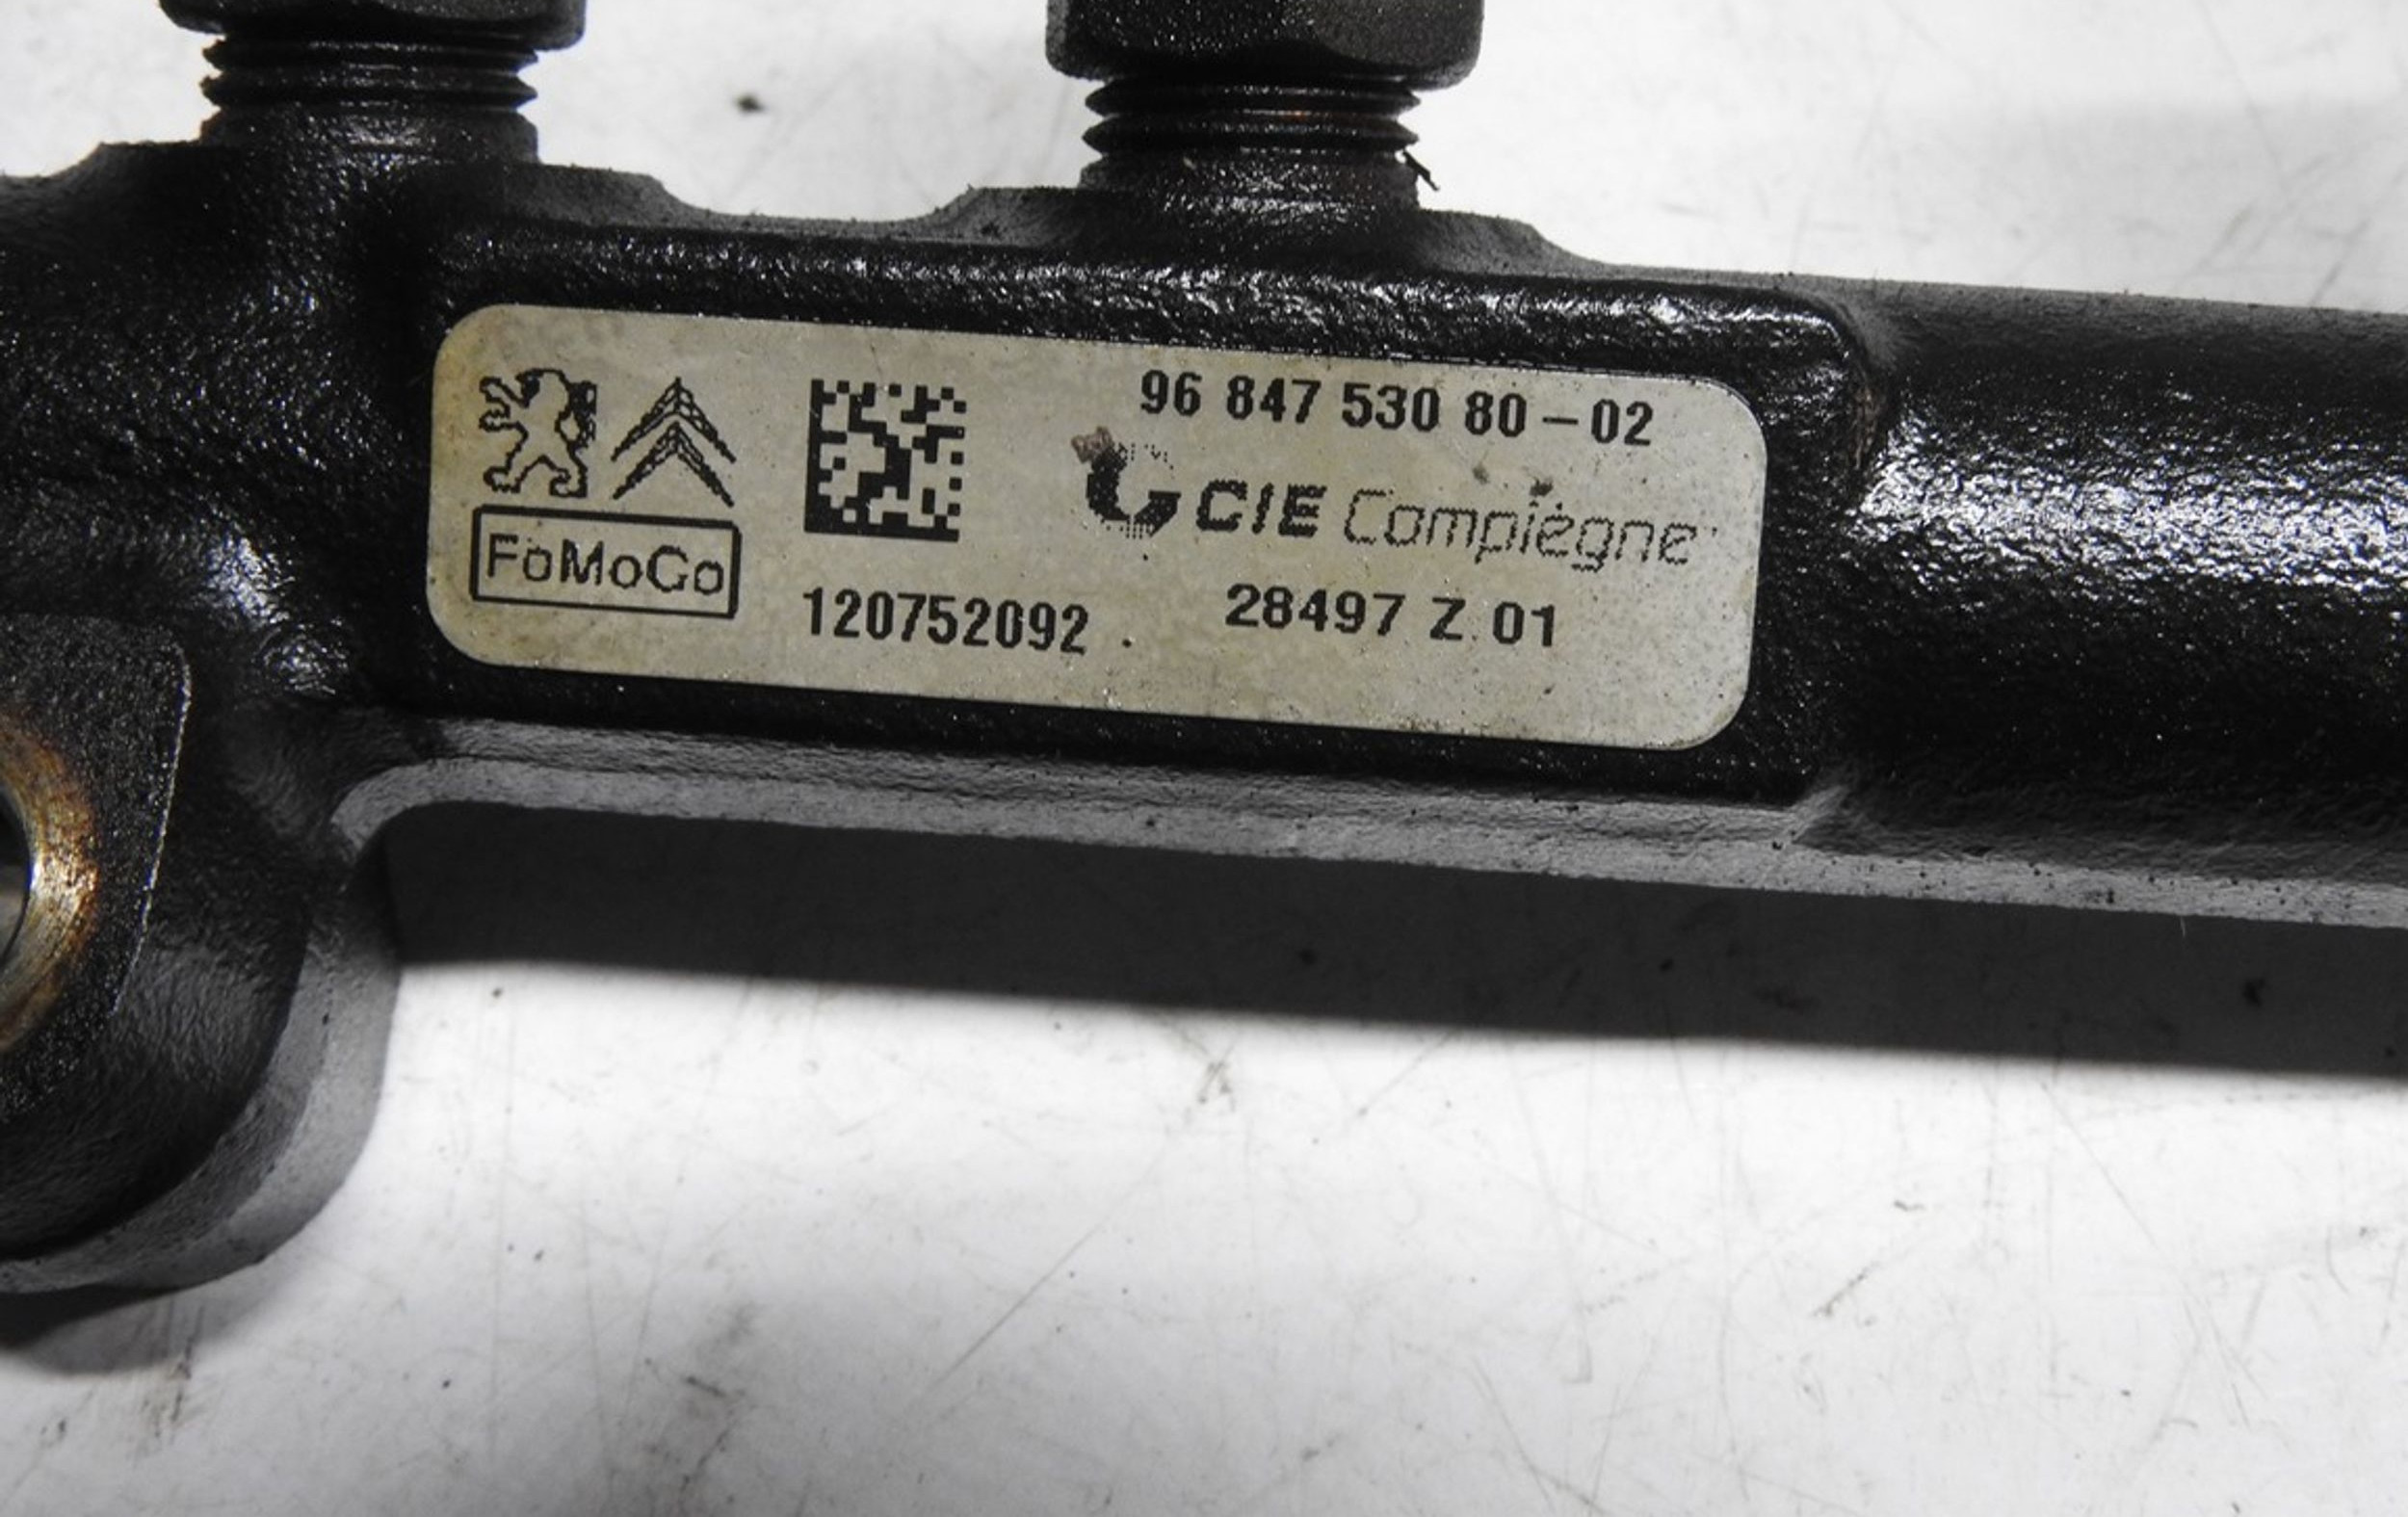 96 847 530 80-02
CIE Compiègne
FoMoCo
120752092
28497 Z 01